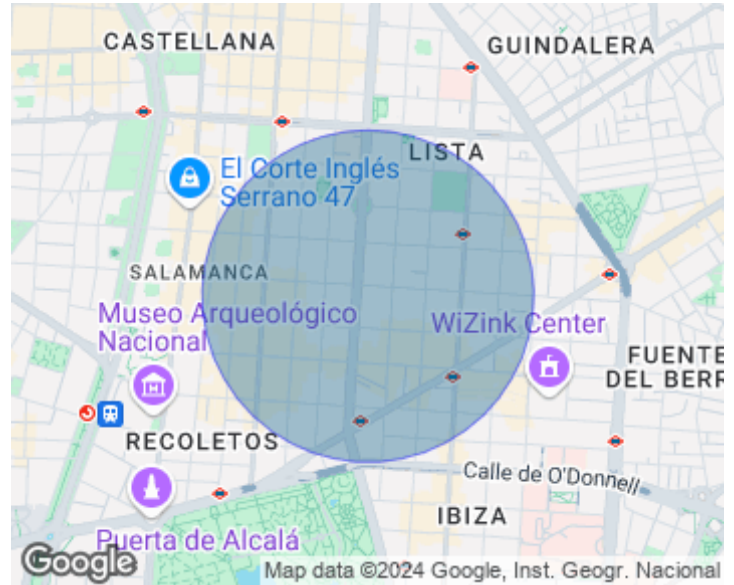 CASTELLANA
GUINDALERA
LISTA
El Corte Inglés
Serrano 47
SALAMANCA
Museo Arqueológico
Nacional
WiZink Center
FUENTE
DEL BERR
RECOLETOS
Calle de O'Donnell
IBIZA
Puerta de Alcalá
Google
Map data ©2024 Google, Inst. Geogr. Nacional